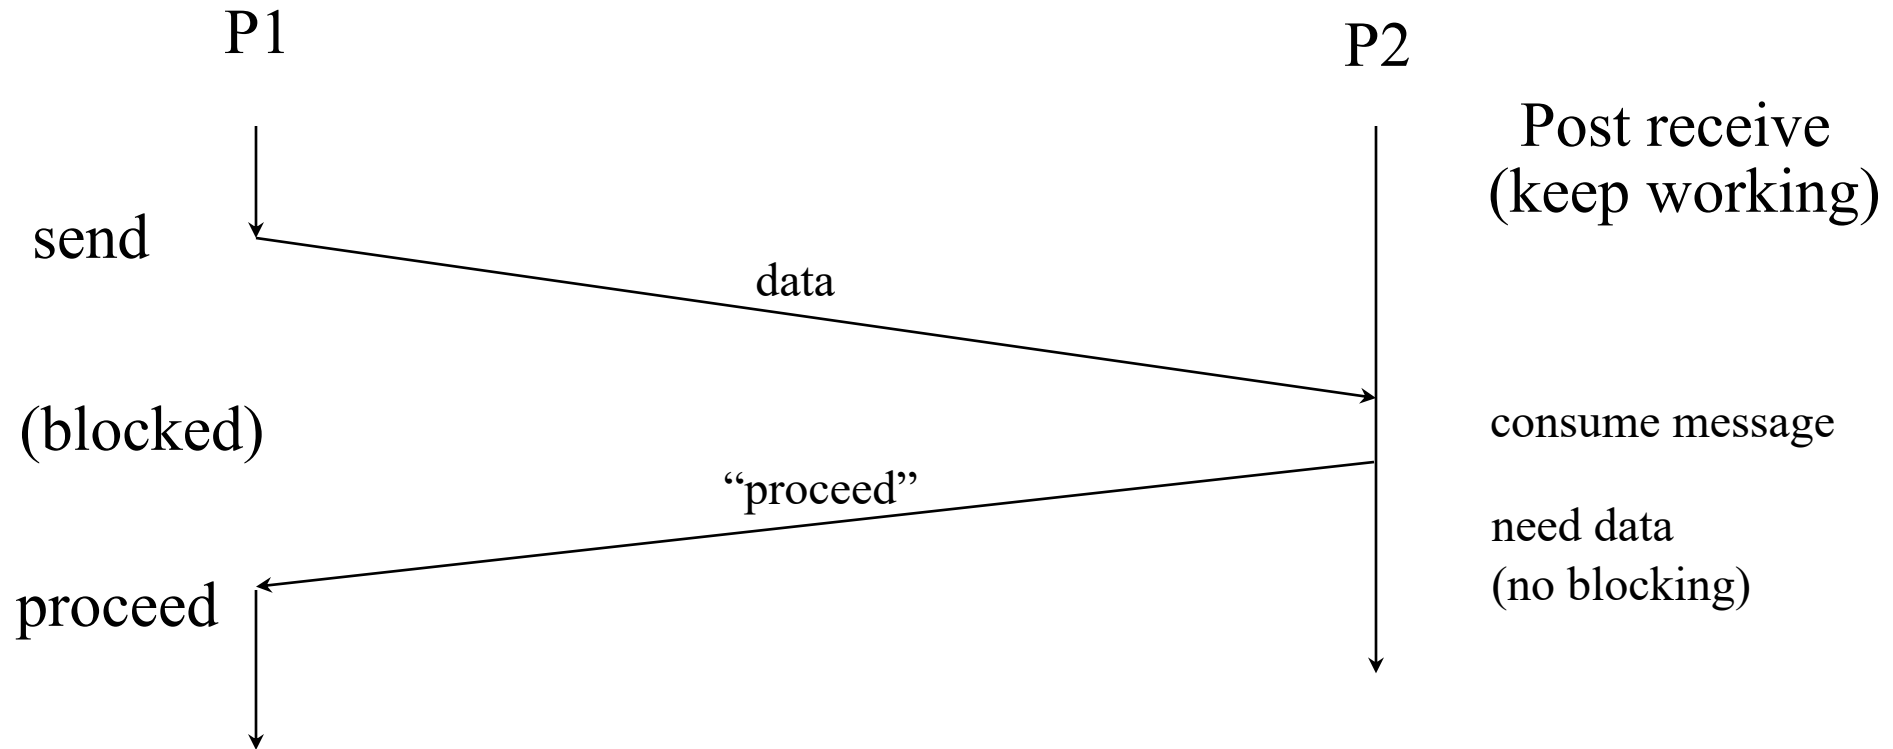 P1
P2
Post receive
(keep working)
send
data
(blocked)
consume message
“proceed”
need data
(no blocking)
proceed